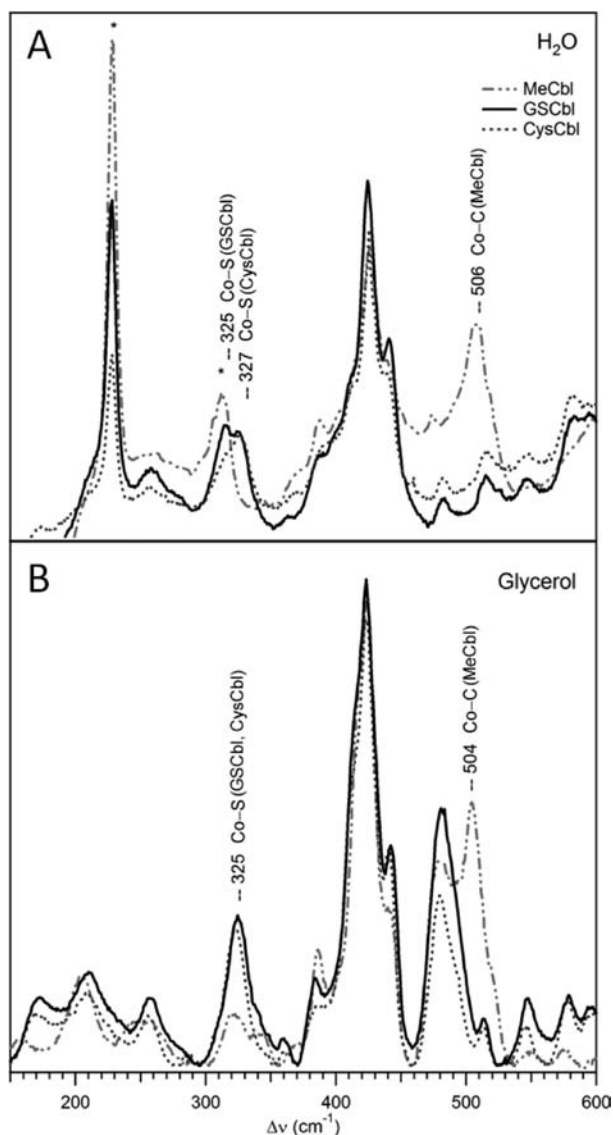 A
*
H₂O
MeCbl
GSCbl
CysCbl
325 Co–S (GSCbl)
327 Co–S (CysCbl)
*
506 Co–C (MeCbl)
B
Glycerol
325 Co–S (GSCbl, CysCbl)
504 Co–C (MeCbl)
200 300 400 500 600
Δν (cm⁻¹)